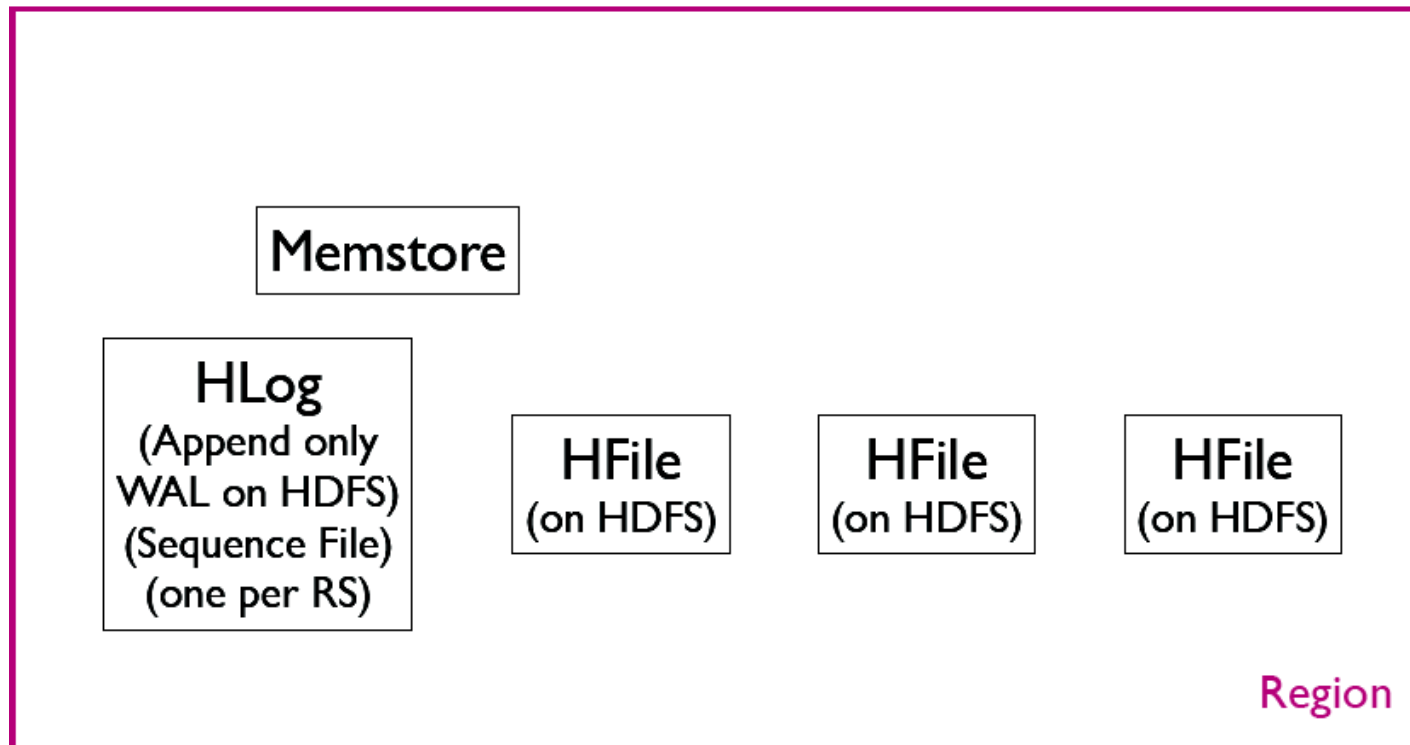 Memstore
HLog
(Append only
WAL on HDFS)
(Sequence File)
(one per RS)
HFile
(on HDFS)
HFile
(on HDFS)
HFile
(on HDFS)
Region